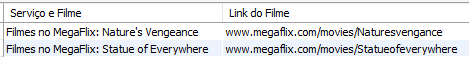 Serviço e Filme Link do Filme
Filmes no MegaFlix: Nature's Vengeance www.megaflix.com/movies/Naturesvengance
Filmes no MegaFlix: Statue of Everywhere www.megaflix.com/movies/Statueofeverywhere